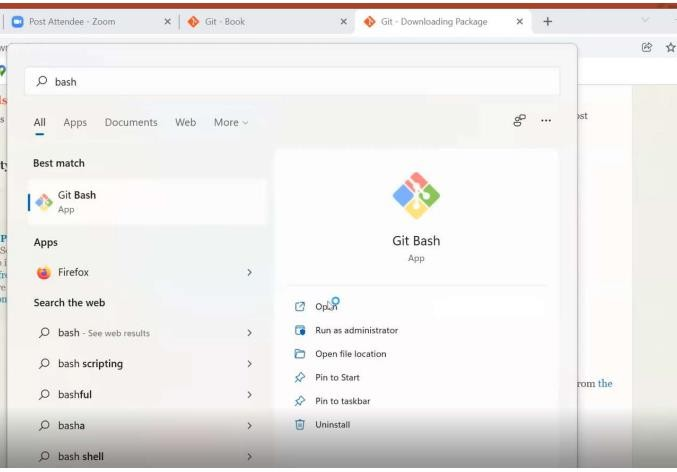 Post Attendee - Zoom
Git - Book
Git - Downloading Package
bash
All Apps Documents Web More
Best match
Git Bash
App
Apps
Firefox
Search the web
bash - See web results
bash scripting
bashful
basha
bash shell
Git Bash
App
Open
Run as administrator
Open file location
Pin to Start
Pin to taskbar
Uninstall
from the